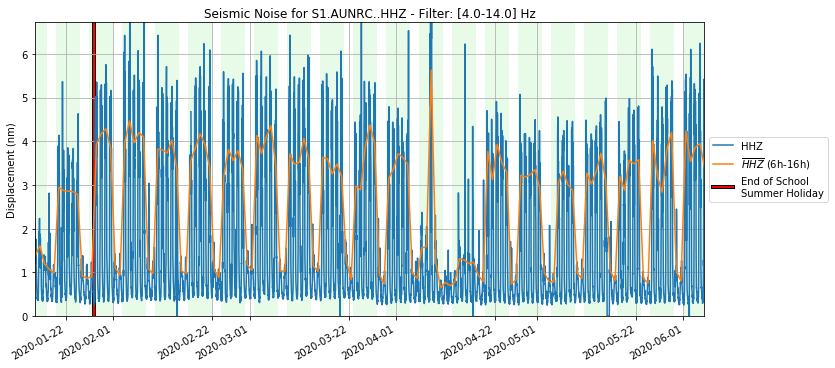 Seismic Noise for S1.AUNRC..HHZ - Filter: [4.0-14.0] Hz
Displacement (nm)
6
5
4
3
2
1
0
2020-01-22
2020-02-01
2020-02-22
2020-03-01
2020-03-22
2020-04-01
2020-04-22
2020-05-01
2020-05-22
2020-06-01
HHZ
HHZ (6h-16h)
End of School
Summer Holiday